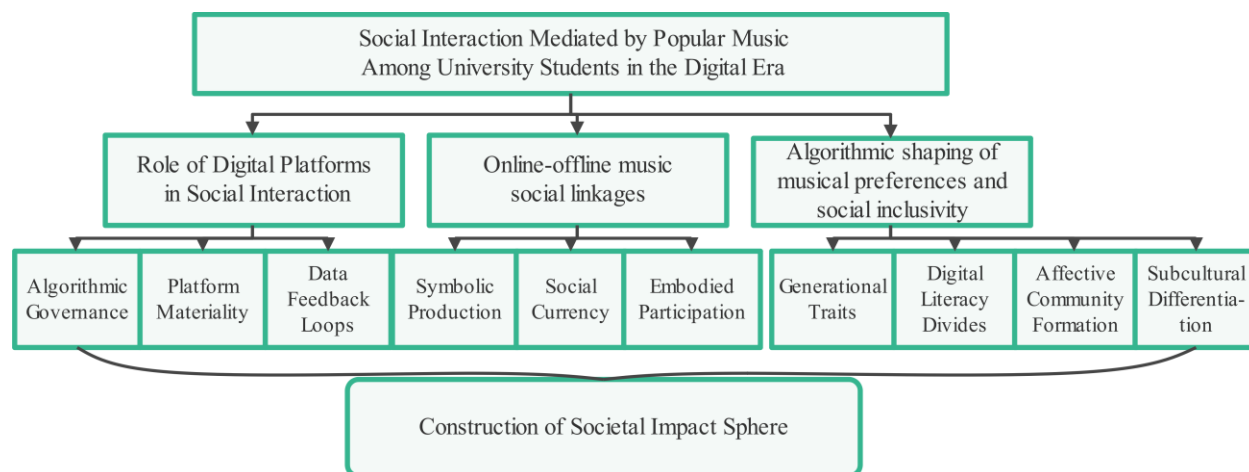 Social Interaction Mediated by Popular Music
Among University Students in the Digital Era
Role of Digital Platforms
in Social Interaction
Online-offline music
social linkages
Algorithmic shaping of
musical preferences and
social inclusivity
Algorithmic
Governance
Platform
Materiality
Data
Feedback
Loops
Symbolic
Production
Social
Currency
Embodied
Participation
Generational
Traits
Digital
Literacy
Divides
Affective
Community
Formation
Subcultural
Differentia-
tion
Construction of Societal Impact Sphere